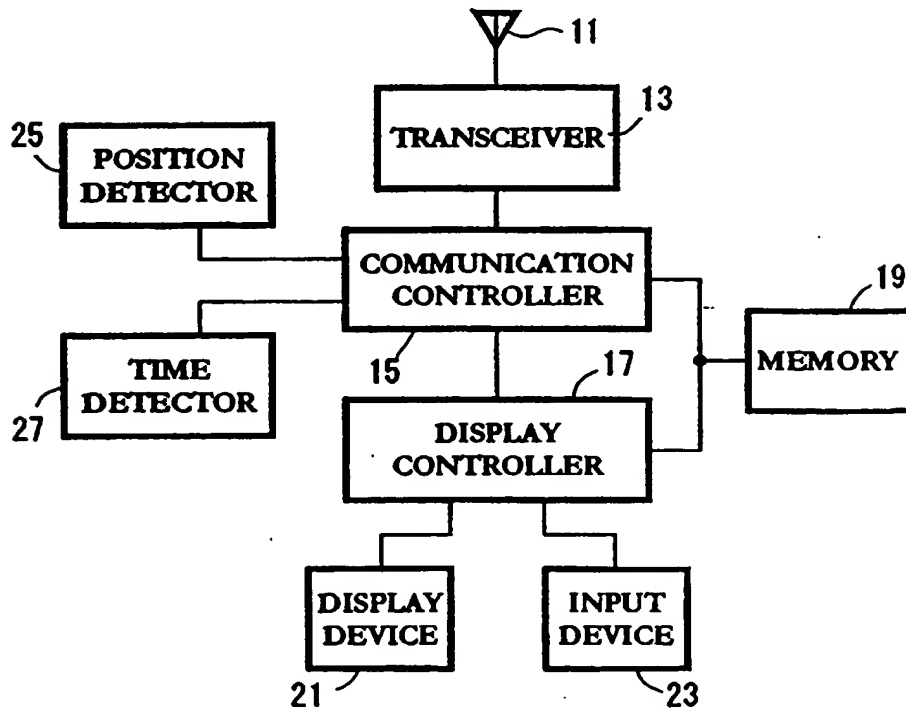 11
13
TRANSCEIVER
25
POSITION
DETECTOR
COMMUNICATION
CONTROLLER
15
19
MEMORY
TIME
DETECTOR
27
17
DISPLAY
CONTROLLER
DISPLAY
DEVICE
21
INPUT
DEVICE
23